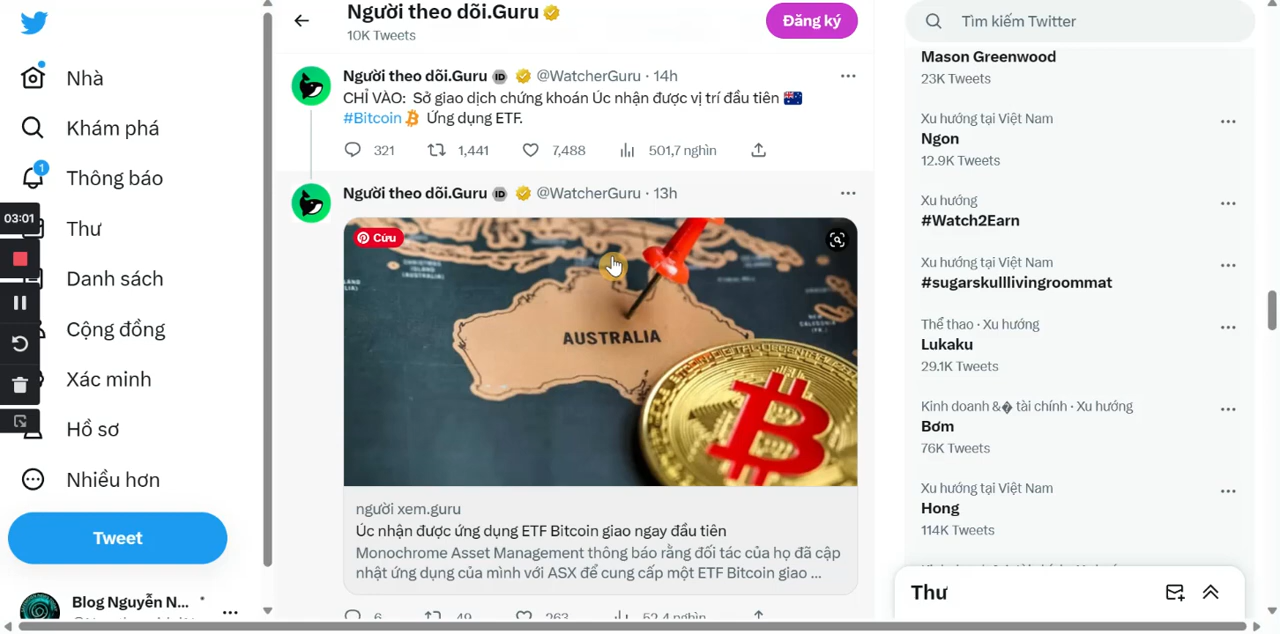 Người theo dõi.Guru
10K Tweets
Đăng ký
Tìm kiếm Twitter
Nhà
Khám phá
1
Thông báo
Thư
Danh sách
Cộng đồng
Xác minh
Hồ sơ
Nhiều hơn
Tweet
Blog Nguyễn N...
03:01
Người theo dõi.Guru ID @WatcherGuru · 14h
CHỈ VÀO: Sở giao dịch chứng khoán Úc nhận được vị trí đầu tiên
#Bitcoin Ứng dụng ETF.
321 1,441 7,488 501,7 nghìn
Người theo dõi.Guru ID @WatcherGuru · 13h
Cứu
CHRISTMAS
ISLAND
(AUSTRALIA)
AUSTRALIA
người xem.guru
Úc nhận được ứng dụng ETF Bitcoin giao ngay đầu tiên
Monochrome Asset Management thông báo rằng đối tác của họ đã cập
nhật ứng dụng của mình với ASX để cung cấp một ETF Bitcoin giao ...
6 49 263 52,4 nghìn
Mason Greenwood
23K Tweets
Xu hướng tại Việt Nam
Ngon
12.9K Tweets
Xu hướng
#Watch2Earn
Xu hướng tại Việt Nam
#sugarskulllivingroommat
Thể thao · Xu hướng
Lukaku
29.1K Tweets
Kinh doanh &� tài chính · Xu hướng
Bơm
76K Tweets
Xu hướng tại Việt Nam
Hong
114K Tweets
Thư